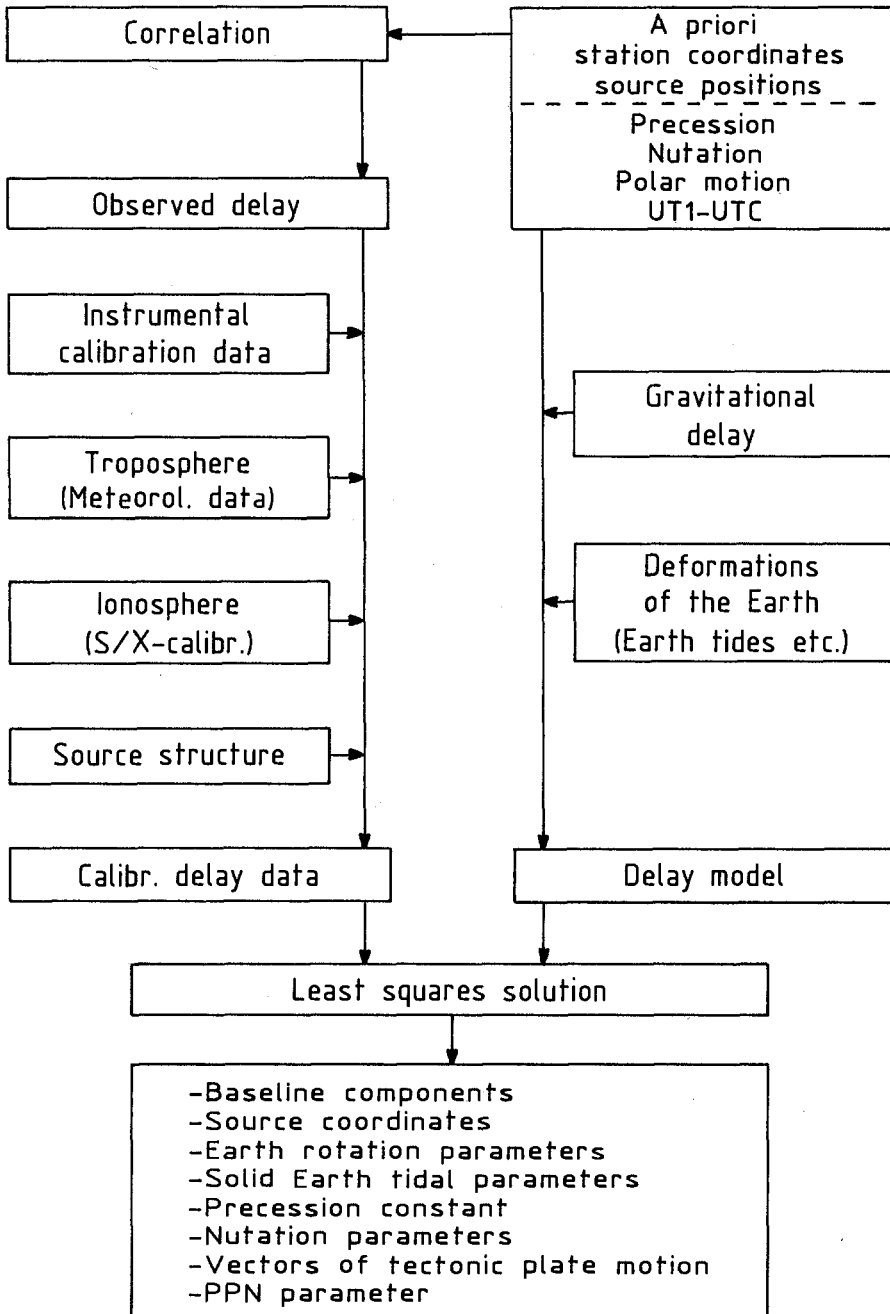 Correlation
A priori
station coordinates
source positions
Precession
Nutation
Polar motion
UT1-UTC
Observed delay
Instrumental
calibration data
Gravitational
delay
Troposphere
(Meteorol. data)
Deformations
of the Earth
(Earth tides etc.)
Ionosphere
(S/X-calibr.)
Source structure
Calibr. delay data
Delay model
Least squares solution
-Baseline components
-Source coordinates
-Earth rotation parameters
-Solid Earth tidal parameters
-Precession constant
-Nutation parameters
-Vectors of tectonic plate motion
-PPN parameter